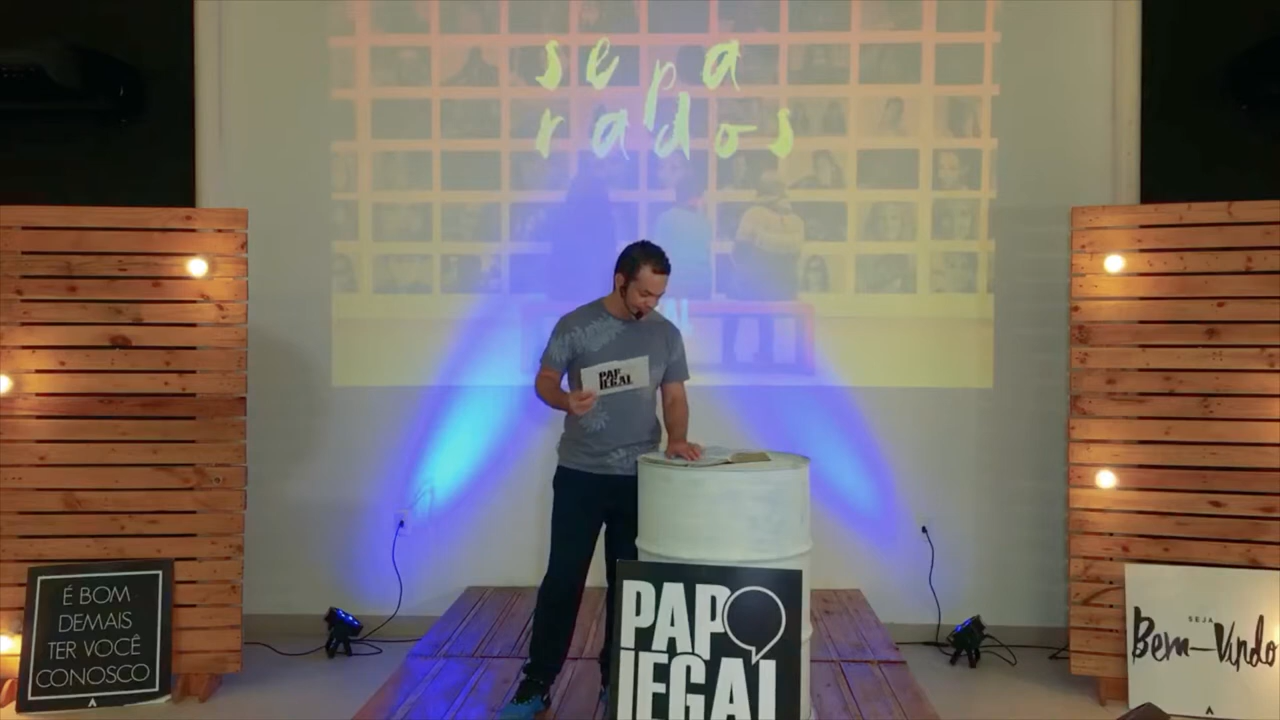 sepa
rados
PAPO
LEGAL
PAPO
LEGAL
É BOM
DEMAIS
TER VOCÊ
CONOSCO
SEJA
Bem-Vindo